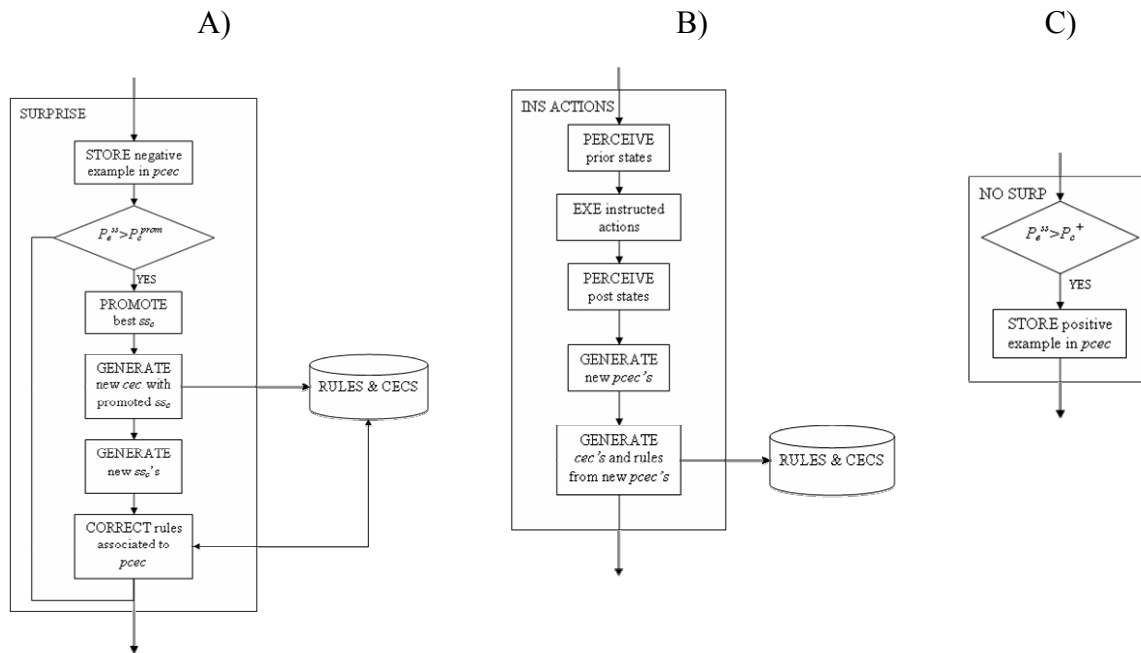 A)
SURPRISE
STORE negative
example in pcec
P_e^ss>P_c^prom
YES
PROMOTE
best ss_c
GENERATE
new cec with
promoted ss_c
GENERATE
new ss_c's
CORRECT rules
associated to
pcec
RULES & CECS
B)
INS ACTIONS
PERCEIVE
prior states
EXE instructed
actions
PERCEIVE
post states
GENERATE
new pcec's
GENERATE
cec's and rules
from new pcec's
RULES & CECS
C)
NO SURP
P_e^ss>P_c^+
YES
STORE positive
example in pcec